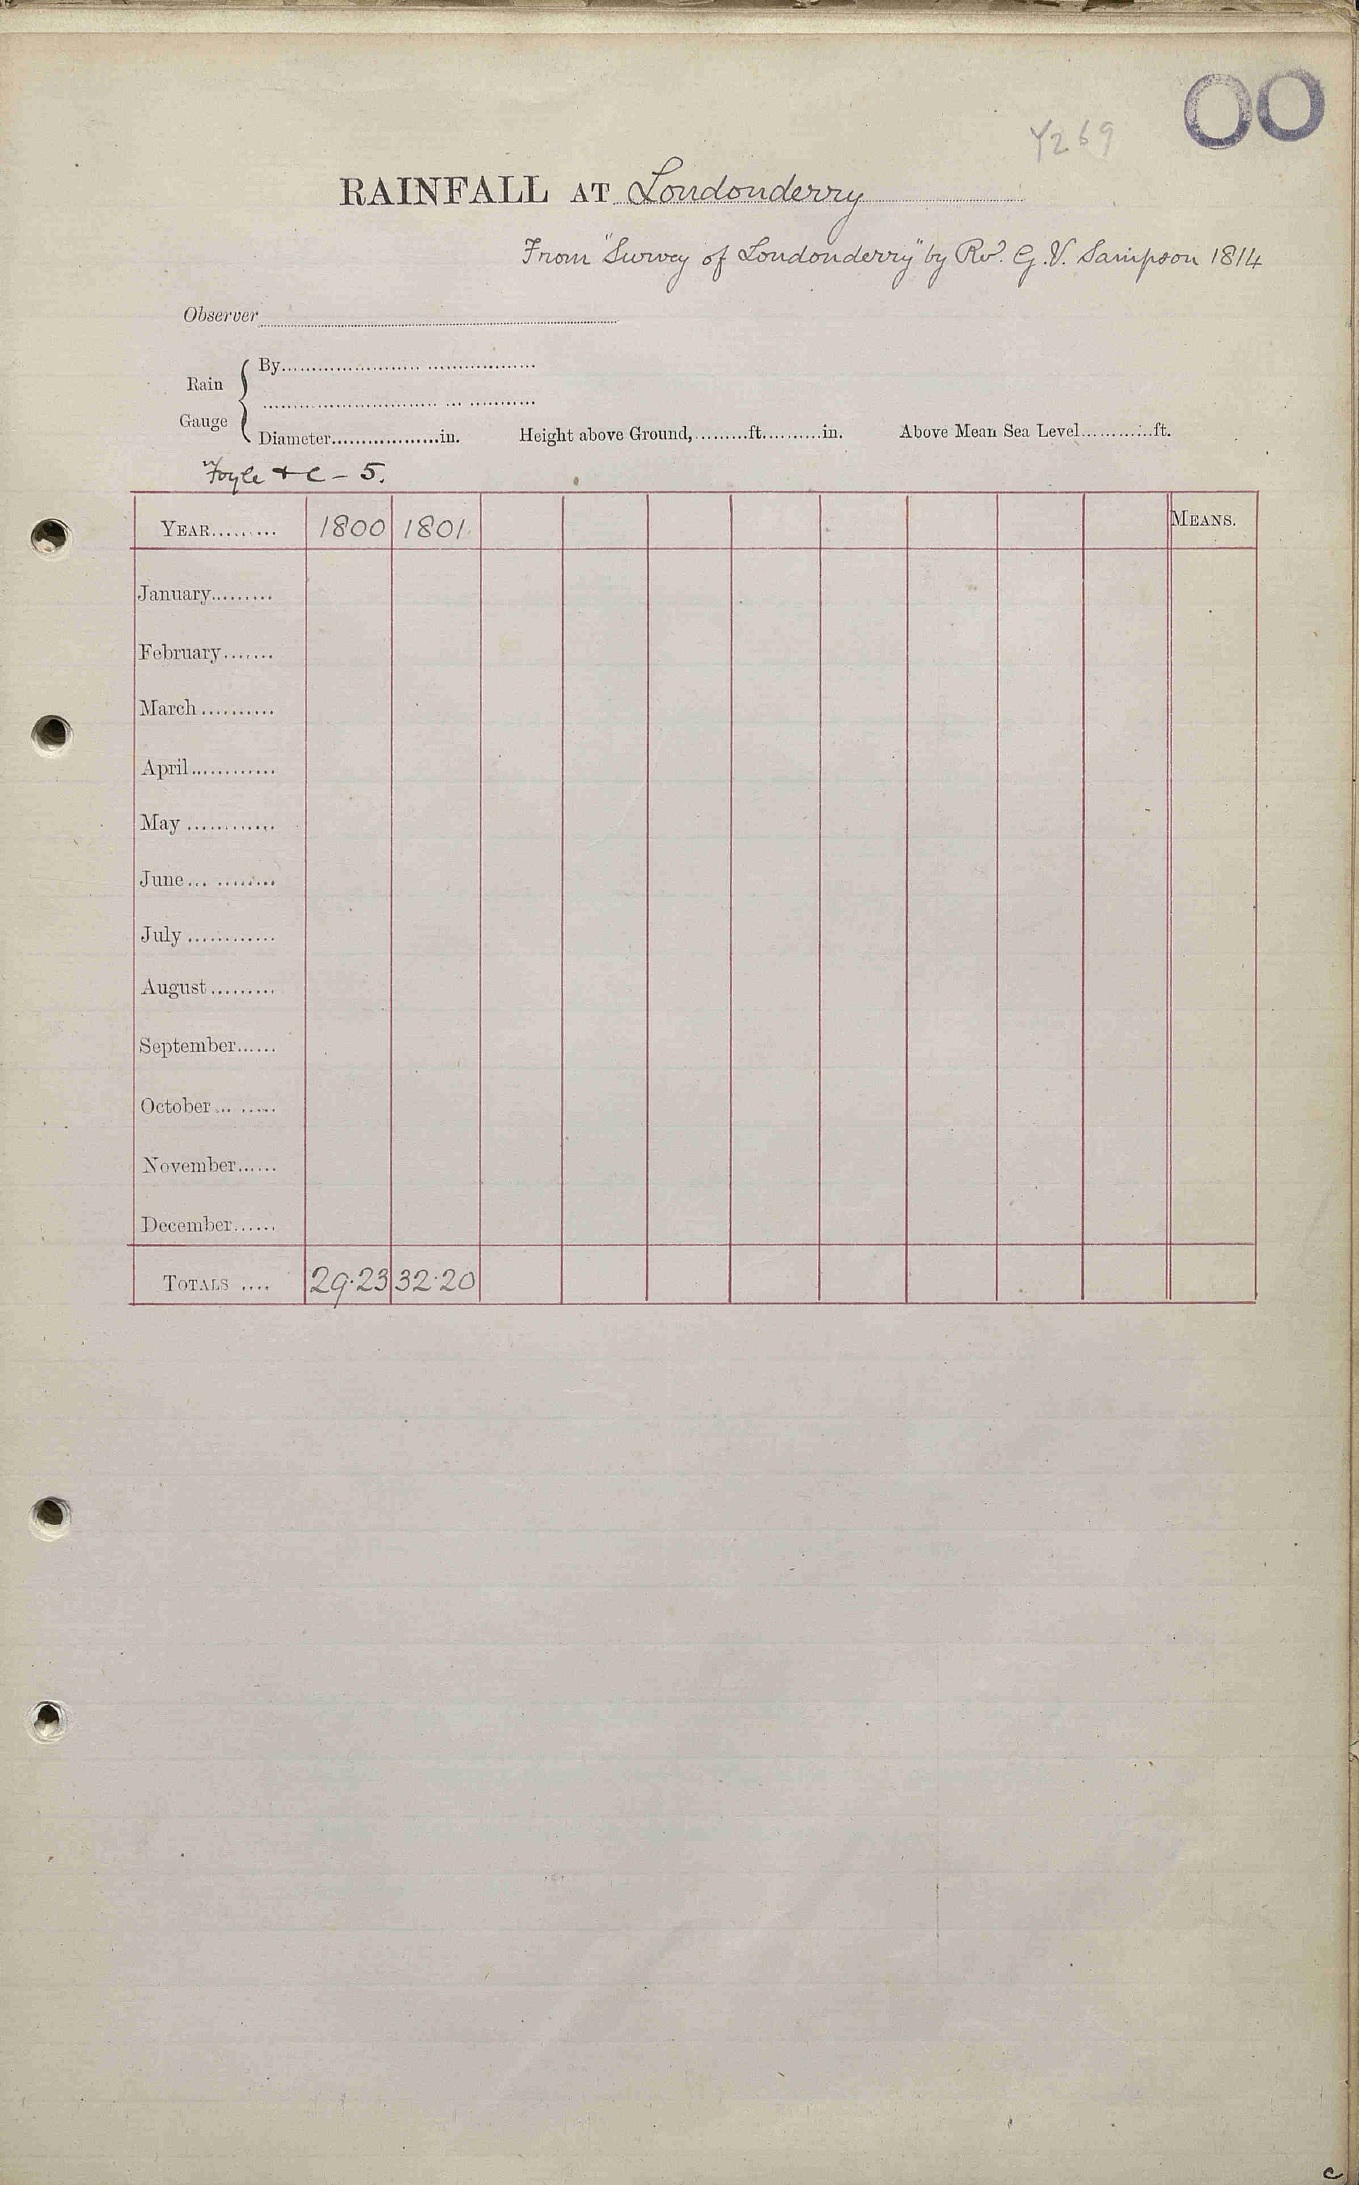 OO
Y269
RAINFALL AT Londonderry
From "Survey of Londonderry" by Rev. G.V. Sampson 1814
Observer
Rain Gauge { By
Diameter..................in. Height above Ground,.........ft..........in. Above Mean Sea Level............ft.
Foyle &c – 5.
YEAR......... 1800 1801 MEANS.
January.........
February.......
March..........
April............
May ............
June... ........
July ............
August.........
September......
October... ......
November......
December......
TOTALS .... 29.23 32.20
c